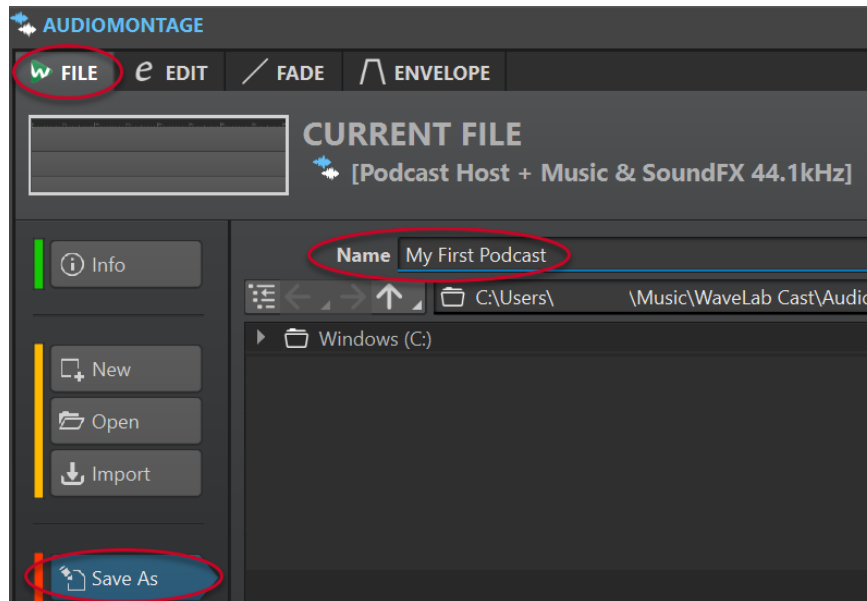 AUDIOMONTAGE
FILE e EDIT FADE ENVELOPE
CURRENT FILE
[Podcast Host + Music & SoundFX 44.1kHz]
Info
Name My First Podcast
C:\Users\ \Music\WaveLab Cast\Audio
Windows (C:)
New
Open
Import
Save As